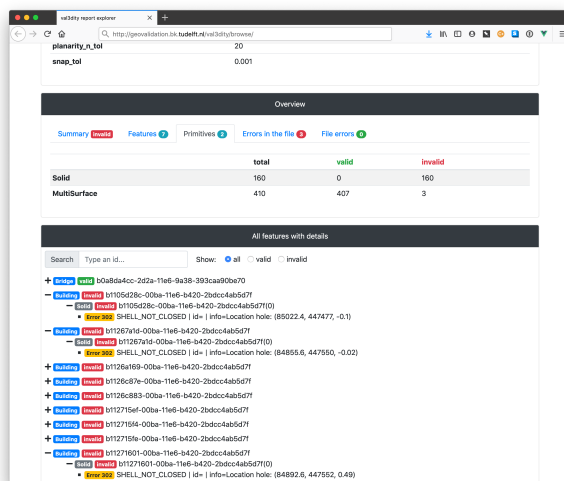 val3dity report explorer
http://geovalidation.bk.tudelft.nl/val3dity/browse/
planarity_n_tol 20
snap_tol 0.001
Overview
Summary invalid Features 7 Primitives 2 Errors in the file 3 File errors 0
total valid invalid
Solid 160 0 160
MultiSurface 410 407 3
All features with details
Search Type an id... Show: all valid invalid
Bridge valid b0a8da4cc-2d2a-11e6-9a38-393caa90be70
Building invalid b1105d28c-00ba-11e6-b420-2bdcc4ab5d7f
Solid invalid b1105d28c-00ba-11e6-b420-2bdcc4ab5d7f(0)
Error 302 SHELL_NOT_CLOSED | id= | info=Location hole: (85022.4, 447477, -0.1)
Building invalid b11267a1d-00ba-11e6-b420-2bdcc4ab5d7f
Solid invalid b11267a1d-00ba-11e6-b420-2bdcc4ab5d7f(0)
Error 302 SHELL_NOT_CLOSED | id= | info=Location hole: (84855.6, 447550, -0.02)
Building invalid b1126a169-00ba-11e6-b420-2bdcc4ab5d7f
Building invalid b1126c87e-00ba-11e6-b420-2bdcc4ab5d7f
Building invalid b1126c883-00ba-11e6-b420-2bdcc4ab5d7f
Building invalid b112715ef-00ba-11e6-b420-2bdcc4ab5d7f
Building invalid b112715f4-00ba-11e6-b420-2bdcc4ab5d7f
Building invalid b112715fe-00ba-11e6-b420-2bdcc4ab5d7f
Building invalid b11271601-00ba-11e6-b420-2bdcc4ab5d7f
Solid invalid b11271601-00ba-11e6-b420-2bdcc4ab5d7f(0)
Error 302 SHELL_NOT_CLOSED | id= | info=Location hole: (84892.6, 447552, 0.49)